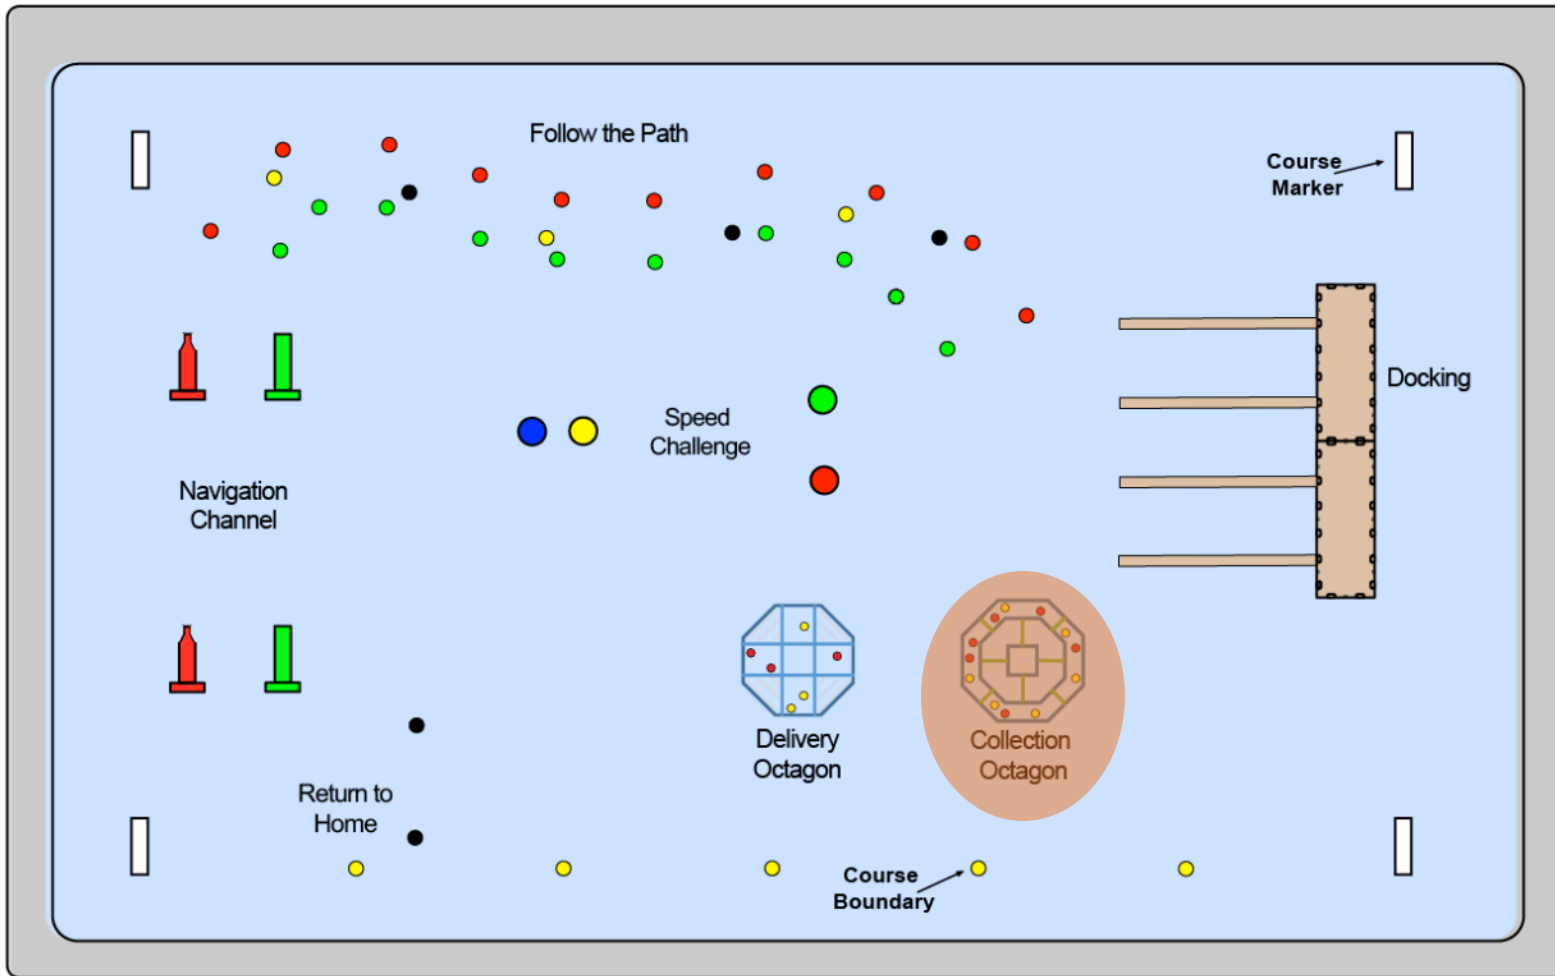 Follow the Path
Course
Marker
Docking
Speed
Challenge
Navigation
Channel
Delivery
Octagon
Collection
Octagon
Return to
Home
Course
Boundary